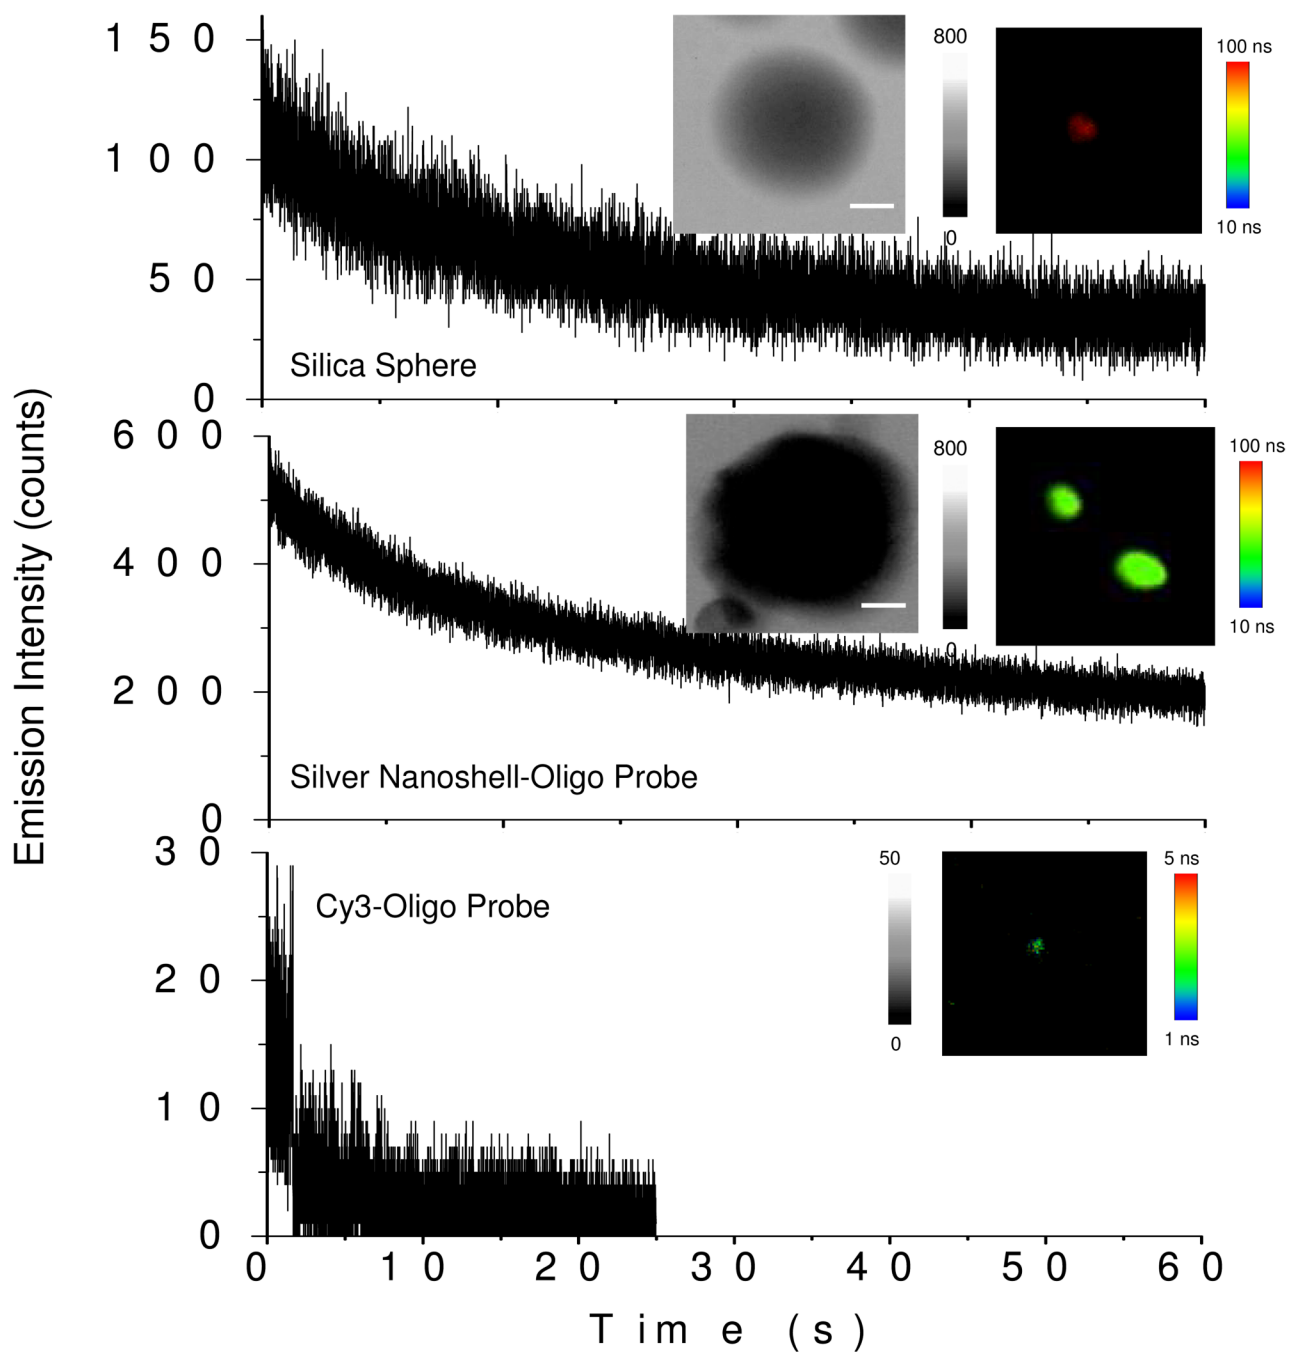 Emission Intensity (counts)
150
100
50
0
Silica Sphere
800
0
100 ns
10 ns
600
400
200
0
Silver Nanoshell-Oligo Probe
800
0
100 ns
10 ns
30
20
10
0
Cy3-Oligo Probe
50
0
5 ns
1 ns
0 10 20 30 40 50 60
Time (s)